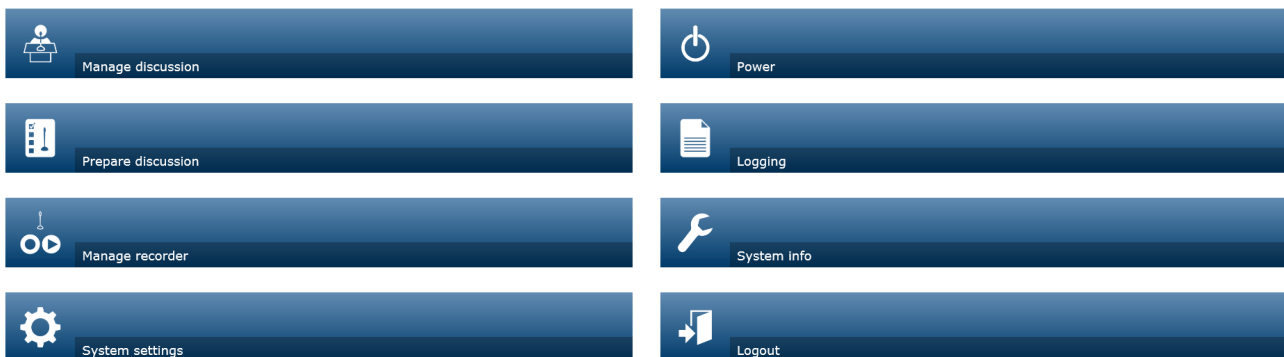 Manage discussion
Power
Prepare discussion
Logging
Manage recorder
System info
System settings
Logout